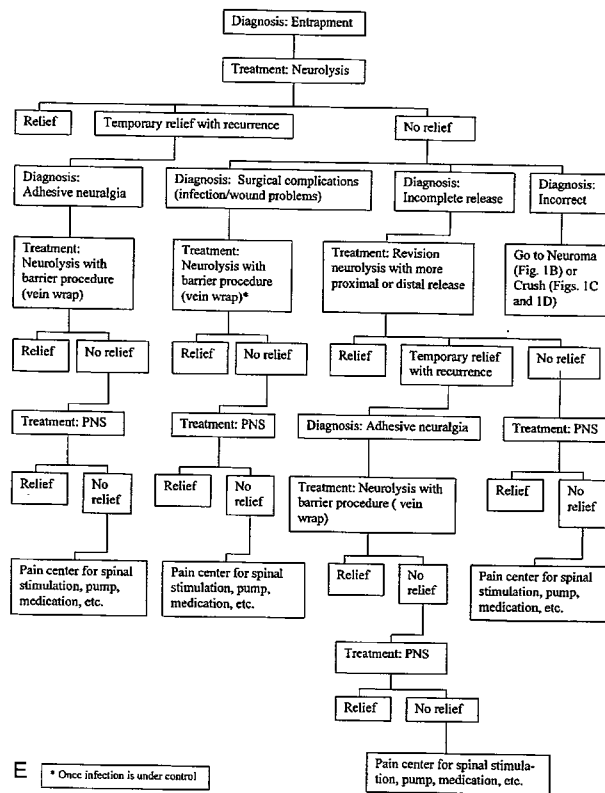 Diagnosis: Entrapment
Treatment: Neurolysis
Relief
Temporary relief with recurrence
No relief
Diagnosis:
Adhesive neuralgia
Diagnosis: Surgical complications
(infection/wound problems)
Diagnosis:
Incomplete release
Diagnosis:
Incorrect
Treatment:
Neurolysis with
barrier procedure
(vein wrap)
Treatment:
Neurolysis with
barrier procedure
(vein wrap)*
Treatment: Revision
neurolysis with more
proximal or distal release
Go to Neuroma
(Fig. 1B) or
Crush (Figs. 1C
and 1D)
Relief
No relief
Relief
No relief
Relief
Temporary relief
with recurrence
No relief
Treatment: PNS
Treatment: PNS
Diagnosis: Adhesive neuralgia
Treatment: PNS
Relief
No
relief
Relief
No
relief
Treatment: Neurolysis with
barrier procedure ( vein
wrap)
Relief
No
relief
Pain center for spinal
stimulation, pump,
medication, etc.
Pain center for spinal
stimulation, pump,
medication, etc.
Relief
No
relief
Pain center for spinal
stimulation, pump,
medication, etc.
Treatment: PNS
Relief
No relief
Pain center for spinal stimula-
tion, pump, medication, etc.
E
* Once infection is under control